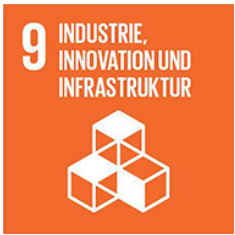 9 INDUSTRIE,
INNOVATION UND
INFRASTRUKTUR